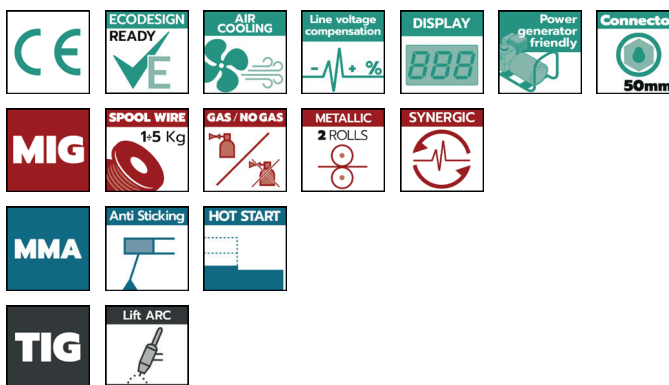 CE
ECODESIGN
READY
E
AIR
COOLING
Line voltage
compensation
- + %
DISPLAY
888
Power
generator
friendly
Connecto
50mm
MIG
SPOOL WIRE
1÷5 Kg
GAS / NO GAS
METALLIC
2 ROLLS
SYNERGIC
MMA
Anti Sticking
HOT START
TIG
Lift ARC